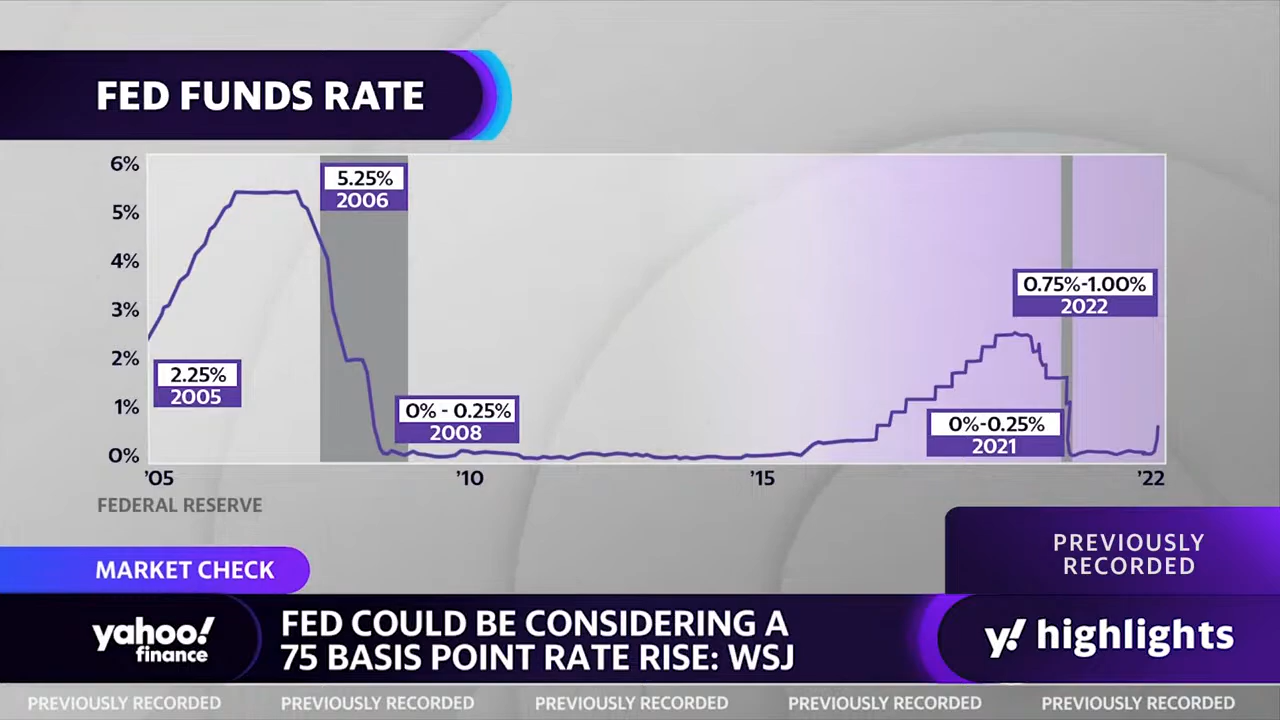 FED FUNDS RATE
6%
5%
4%
3%
2%
1%
0%
5.25%
2006
0.75%-1.00%
2022
2.25%
2005
0% - 0.25%
2008
0%-0.25%
2021
'05
'10
'15
'22
FEDERAL RESERVE
PREVIOUSLY
RECORDED
MARKET CHECK
yahoo!
finance
FED COULD BE CONSIDERING A
75 BASIS POINT RATE RISE: WSJ
y! highlights
PREVIOUSLY RECORDED PREVIOUSLY RECORDED PREVIOUSLY RECORDED PREVIOUSLY RECORDED PREVIOUSLY RECORDED